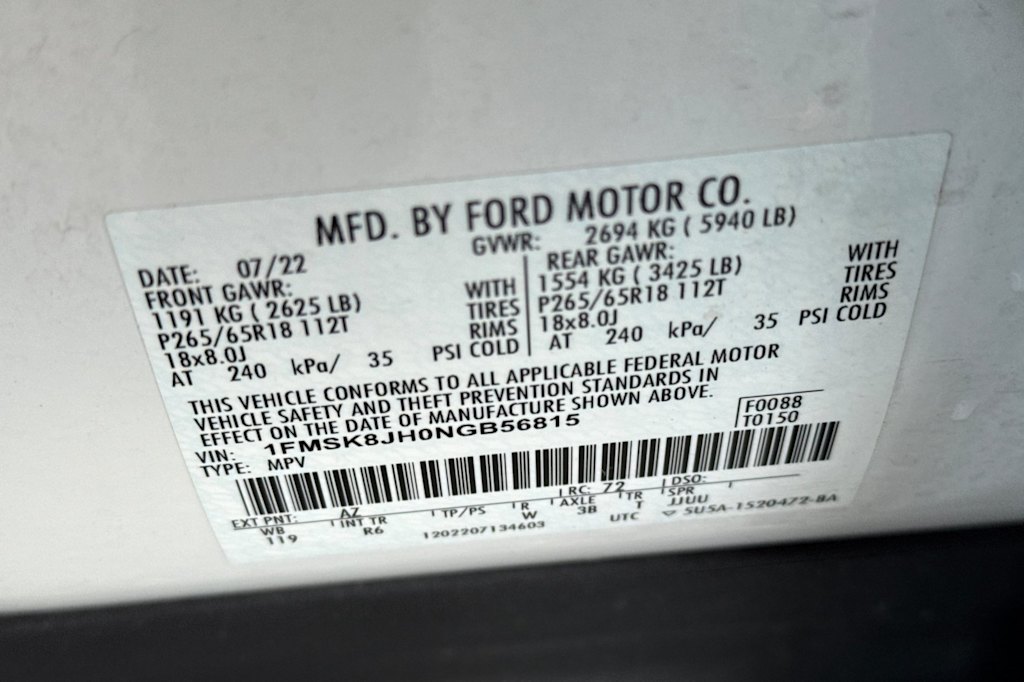 MFD. BY FORD MOTOR CO.
DATE: 07/22 GVWR: 2694 KG ( 5940 LB)
FRONT GAWR: REAR GAWR:
1191 KG ( 2625 LB) WITH 1554 KG ( 3425 LB) WITH
P265/65R18 112T TIRES P265/65R18 112T TIRES
18x8.0J RIMS 18x8.0J RIMS
AT 240 kPa/ 35 PSI COLD AT 240 kPa/ 35 PSI COLD
THIS VEHICLE CONFORMS TO ALL APPLICABLE FEDERAL MOTOR
VEHICLE SAFETY AND THEFT PREVENTION STANDARDS IN
EFFECT ON THE DATE OF MANUFACTURE SHOWN ABOVE.
VIN: 1FMSK8JH0NGB56815 F0088
TYPE: MPV T0150
EXT PNT: AZ RC: 72 DSO:
WB INT TR TP/PS R AXLE TR SPR
119 R6 W 3B T JJUU
1202207134603 UTC ▽ SU5A-1520472-BA